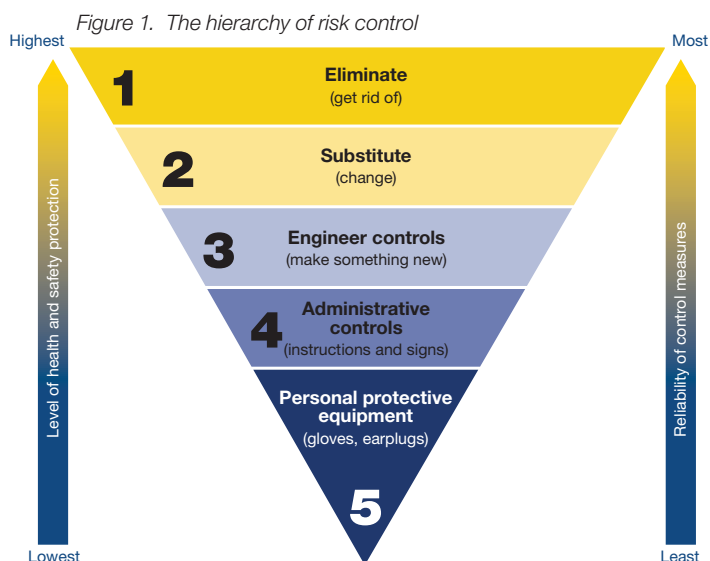 Figure 1. The hierarchy of risk control
Highest
Most
1
Eliminate
(get rid of)
2
Substitute
(change)
3
Engineer controls
(make something new)
4
Administrative
controls
(instructions and signs)
Personal protective
equipment
(gloves, earplugs)
5
Level of health and safety protection
Reliability of control measures
Lowest
Least